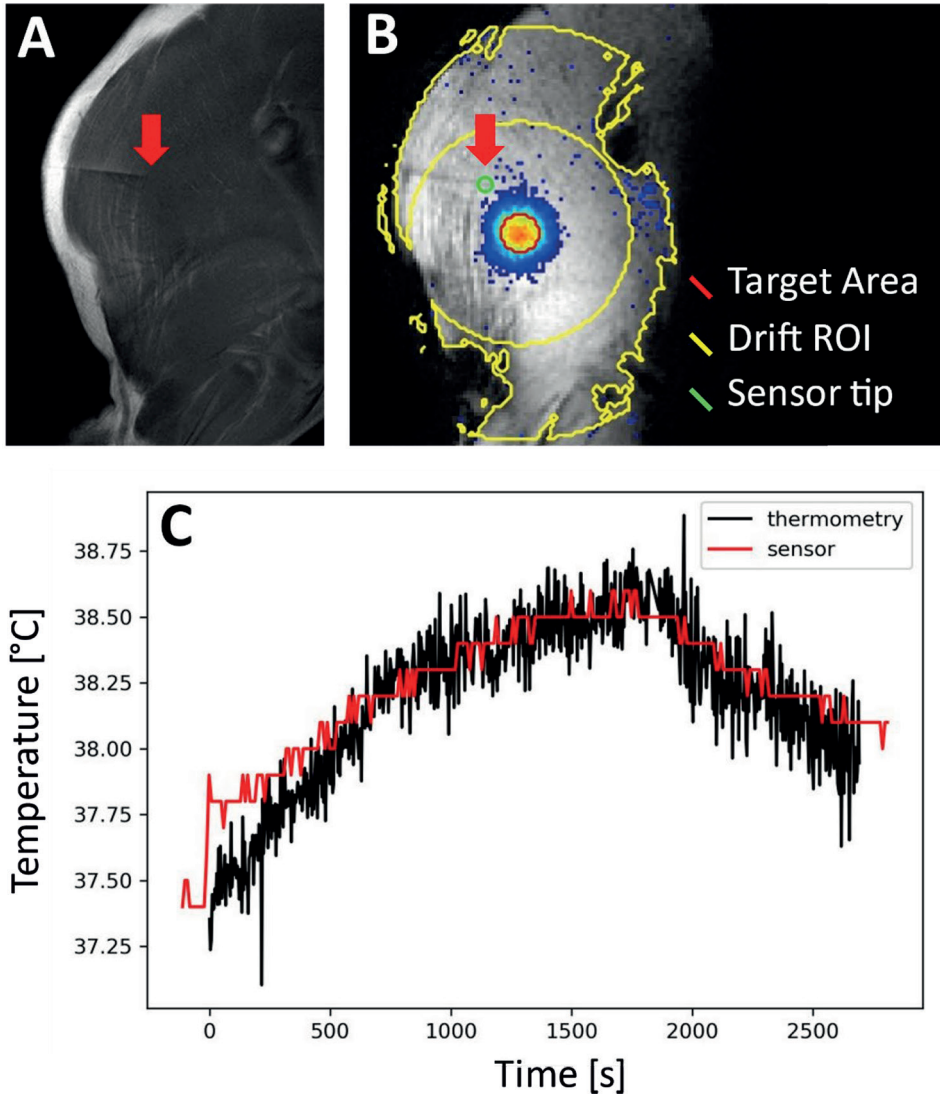 A
B
Target Area
Drift ROI
Sensor tip
C
thermometry
sensor
38.75
38.50
38.25
38.00
37.75
37.50
37.25
Temperature [°C]
0 500 1000 1500 2000 2500
Time [s]